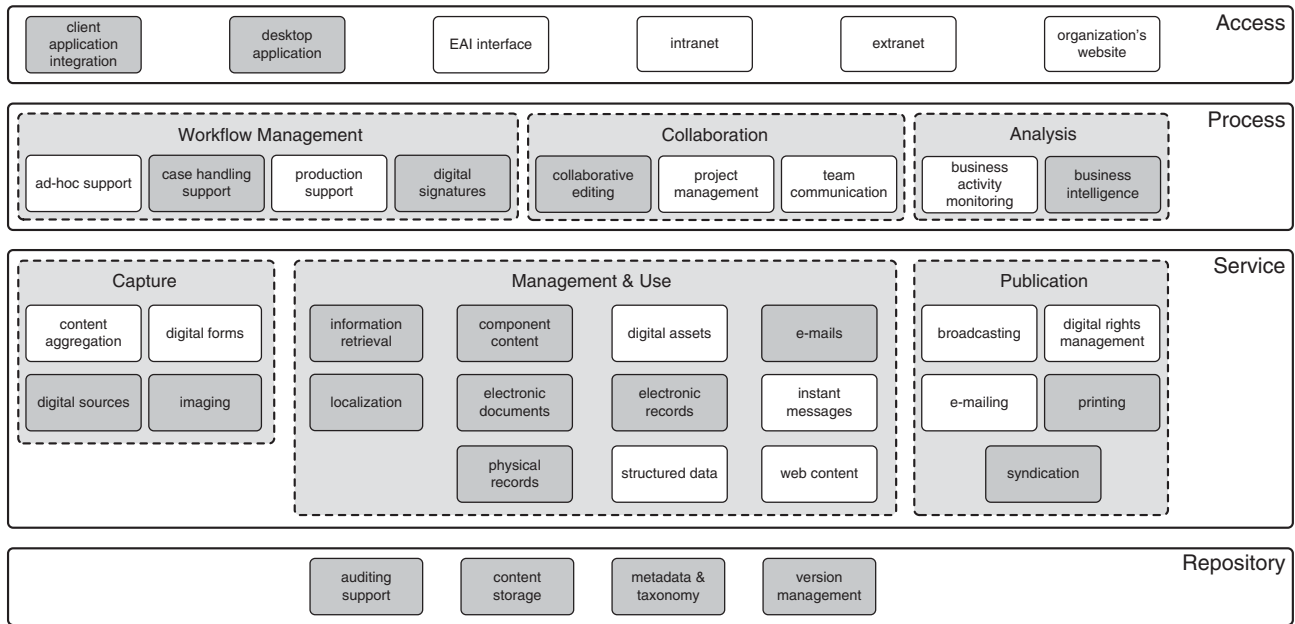 Access
client
application
integration
desktop
application
EAI interface
intranet
extranet
organization's
website
Process
Workflow Management
ad-hoc support
case handling
support
production
support
digital
signatures
Collaboration
collaborative
editing
project
management
team
communication
Analysis
business
activity
monitoring
business
intelligence
Service
Capture
content
aggregation
digital forms
digital sources
imaging
Management & Use
information
retrieval
component
content
digital assets
e-mails
localization
electronic
documents
electronic
records
instant
messages
physical
records
structured data
web content
Publication
broadcasting
digital rights
management
e-mailing
printing
syndication
Repository
auditing
support
content
storage
metadata &
taxonomy
version
management